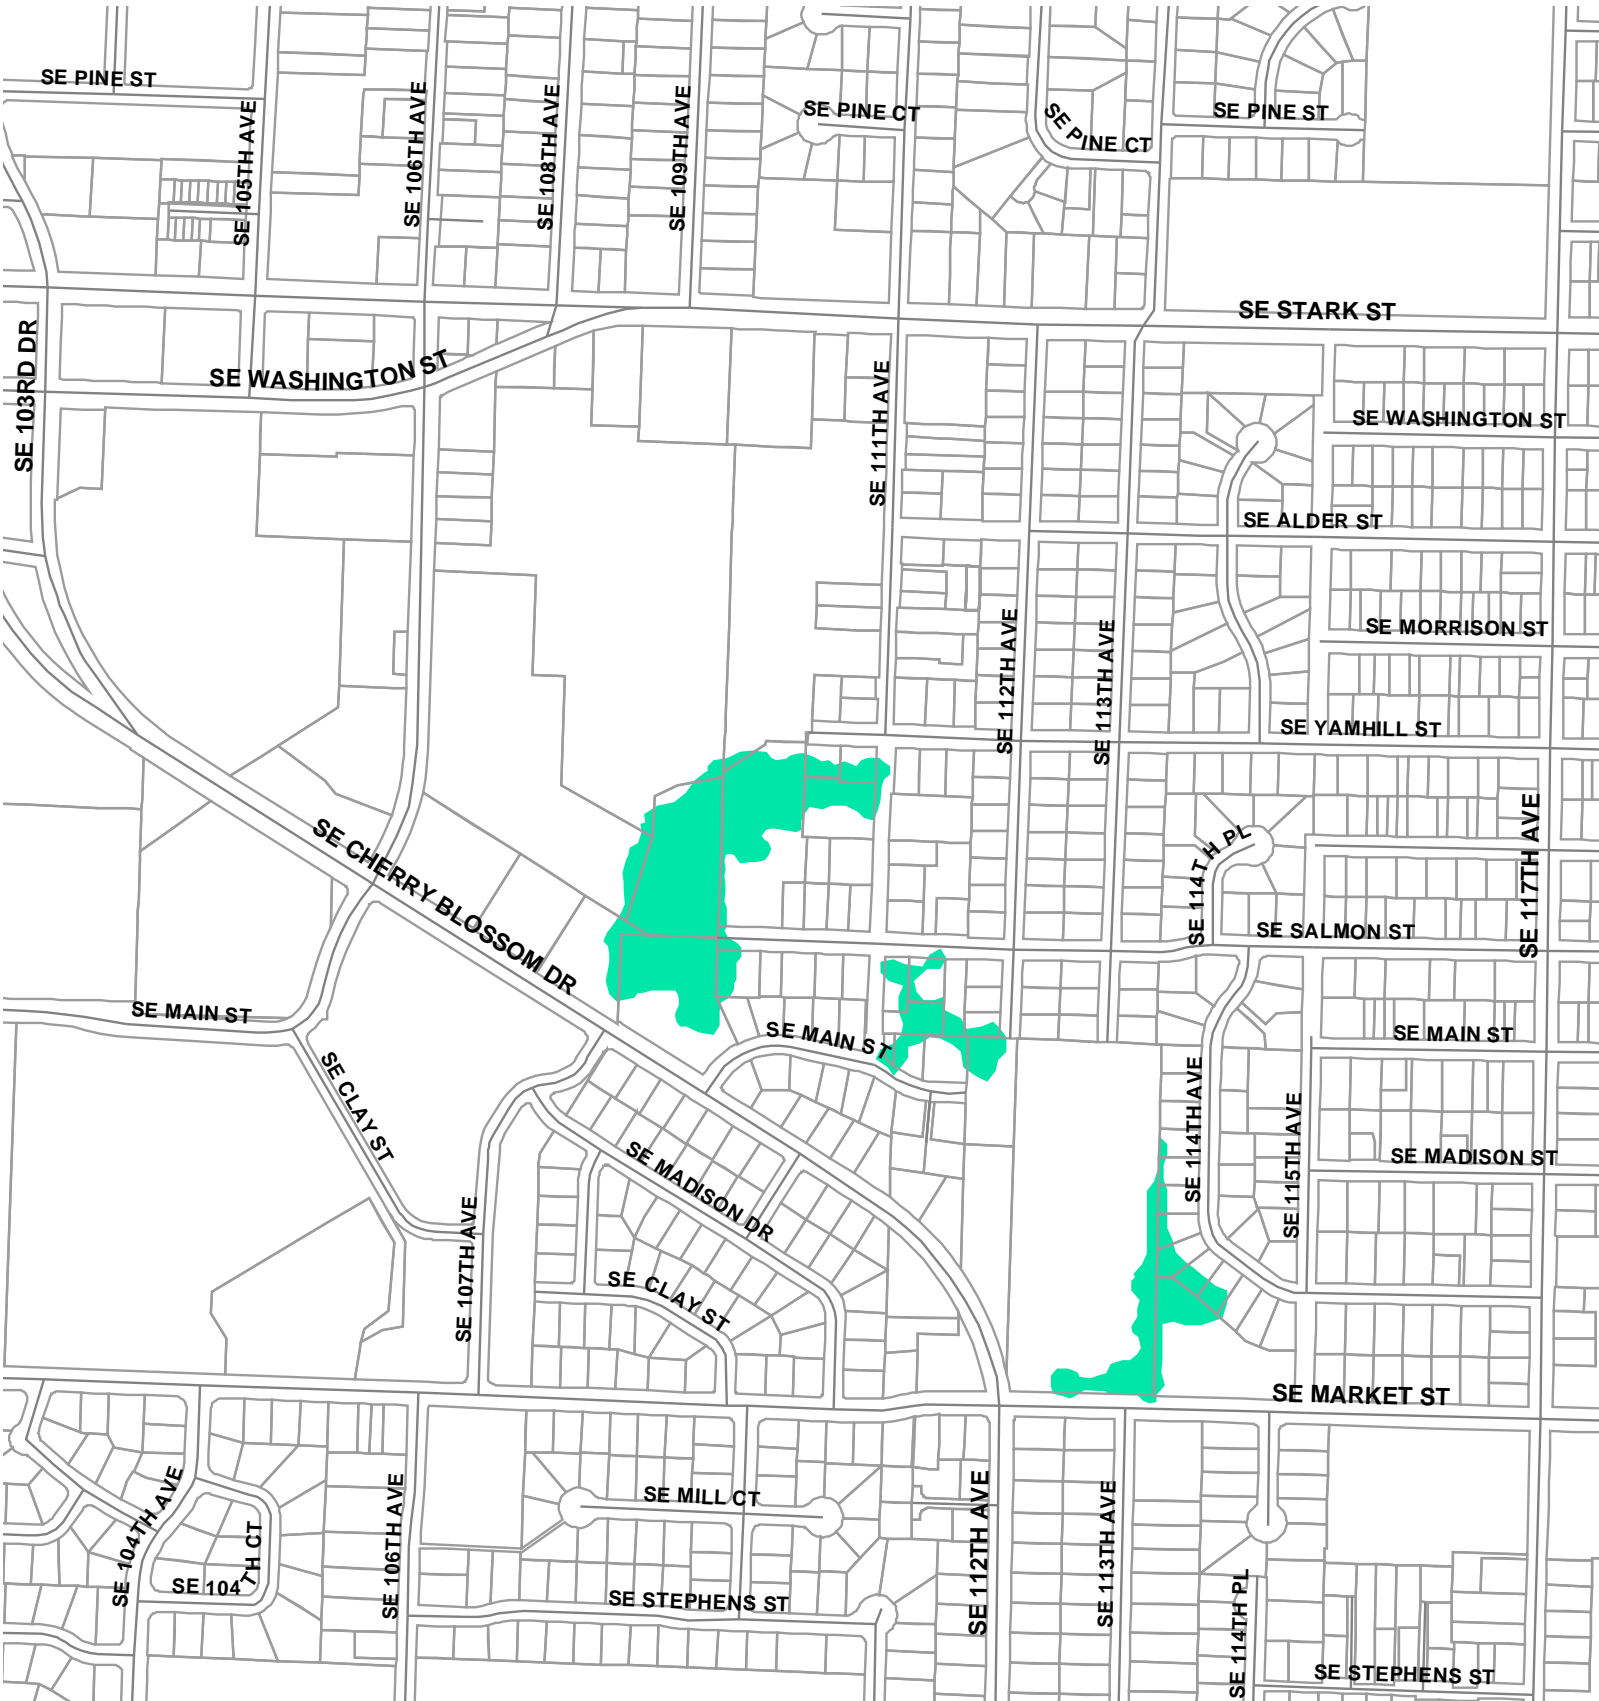 SE PINE ST
SE PINE CT
SE PINE CT
SE PINE ST
SE 105TH AVE
SE 106TH AVE
SE 108TH AVE
SE 109TH AVE
SE STARK ST
SE 103RD DR
SE WASHINGTON ST
SE 111TH AVE
SE WASHINGTON ST
SE ALDER ST
SE 112TH AVE
SE 113TH AVE
SE MORRISON ST
SE YAMHILL ST
SE CHERRY BLOSSOM DR
SE 114TH PL
SE 117TH AVE
SE SALMON ST
SE MAIN ST
SE MAIN ST
SE MAIN ST
SE CLAY ST
SE 114TH AVE
SE 115TH AVE
SE MADISON ST
SE MADISON DR
SE 107TH AVE
SE CLAY ST
SE MARKET ST
SE 104TH AVE
SE 104
TH CT
SE 106TH AVE
SE MILL CT
SE 112TH AVE
SE 113TH AVE
SE STEPHENS ST
SE 114TH PL
SE STEPHENS ST